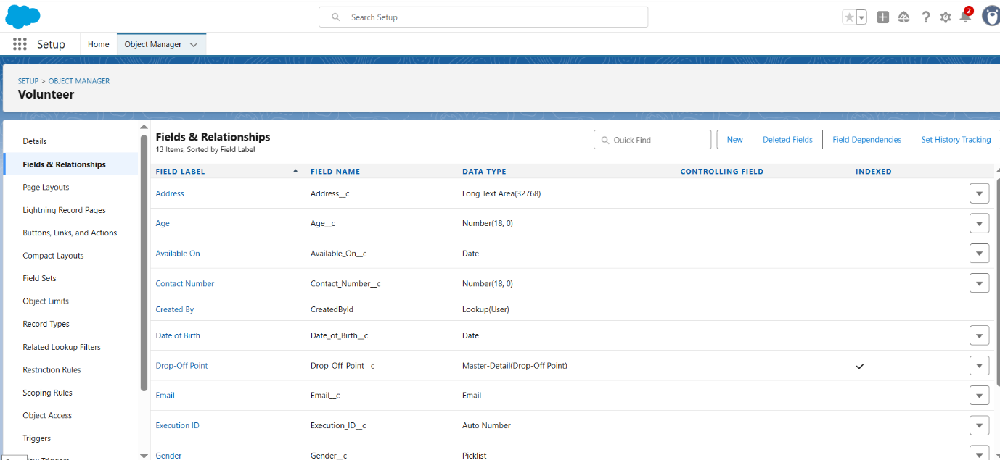 Search Setup
2
Setup
Home
Object Manager
SETUP > OBJECT MANAGER
Volunteer
Details
Fields & Relationships
Page Layouts
Lightning Record Pages
Buttons, Links, and Actions
Compact Layouts
Field Sets
Object Limits
Record Types
Related Lookup Filters
Restriction Rules
Scoping Rules
Object Access
Triggers
Fields & Relationships
13 Items, Sorted by Field Label
Quick Find
New
Deleted Fields
Field Dependencies
Set History Tracking
FIELD LABEL FIELD NAME DATA TYPE CONTROLLING FIELD INDEXED
Address Address__c Long Text Area(32768)
Age Age__c Number(18, 0)
Available On Available_On__c Date
Contact Number Contact_Number__c Number(18, 0)
Created By CreatedById Lookup(User)
Date of Birth Date_of_Birth__c Date
Drop-Off Point Drop_Off_Point__c Master-Detail(Drop-Off Point) ✓
Email Email__c Email
Execution ID Execution_ID__c Auto Number
Gender Gender__c Picklist